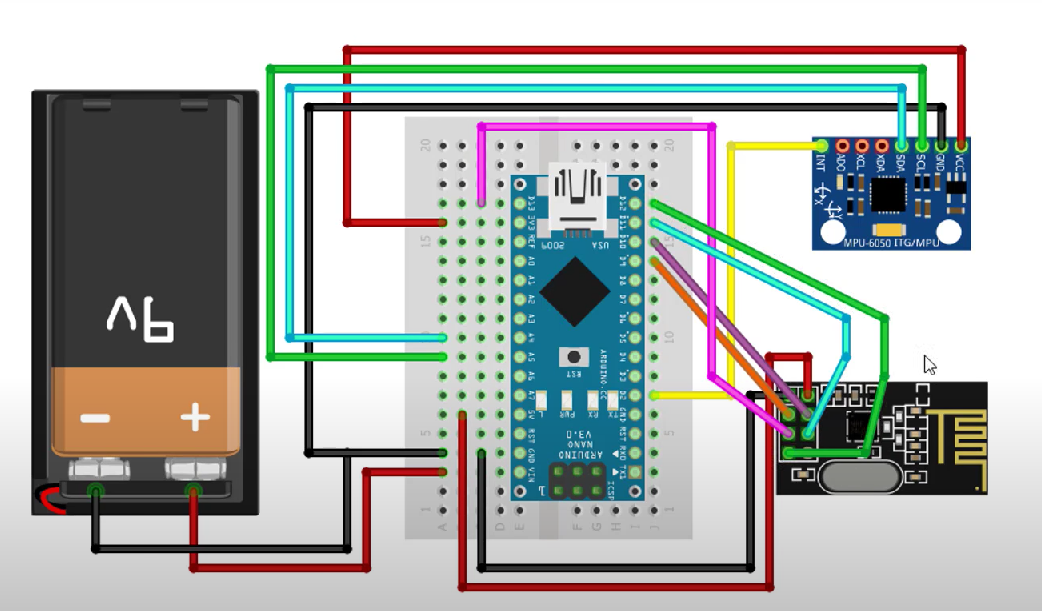 9V
-
+
20
15
10
5
1
A B C D E
20
15
10
5
1
F G H I J
D13
3V3
REF
A0
A1
A2
A3
A4
A5
A6
A7
5V
RST
GND
VIN
D12
D11
D10
D9
D8
D7
D6
D5
D4
D3
D2
GND
RST
RX0
TX1
USA
2009
RST
ARDUINO.CC
L
PWR
RX
TX
ARDUINO
NANO
V3.0
ICSP
1
INT
ADO
XCL
XDA
SDA
SCL
GND
VCC
X
Y
MPU-6050 ITG/MPU